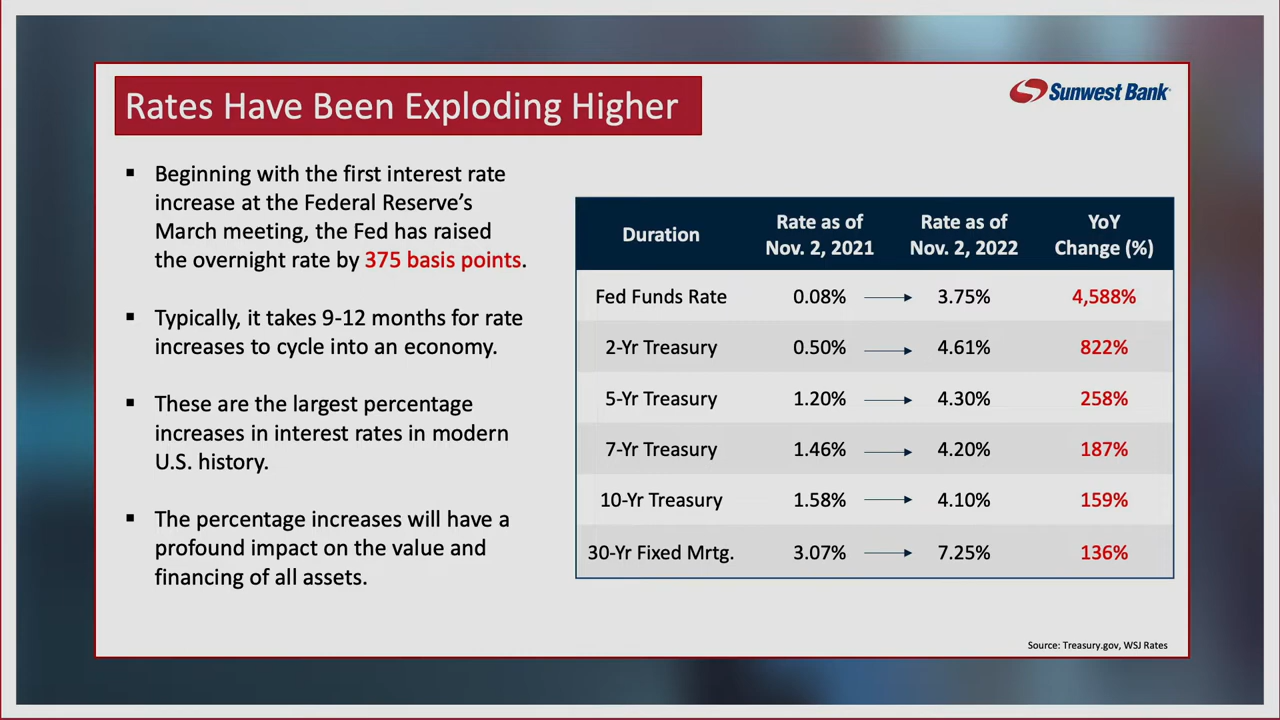 Rates Have Been Exploding Higher
Sunwest Bank
▪ Beginning with the first interest rate
increase at the Federal Reserve’s
March meeting, the Fed has raised
the overnight rate by 375 basis points.
▪ Typically, it takes 9-12 months for rate
increases to cycle into an economy.
▪ These are the largest percentage
increases in interest rates in modern
U.S. history.
▪ The percentage increases will have a
profound impact on the value and
financing of all assets.
Duration Rate as of Nov. 2, 2021 Rate as of Nov. 2, 2022 YoY Change (%)
Fed Funds Rate 0.08% 3.75% 4,588%
2-Yr Treasury 0.50% 4.61% 822%
5-Yr Treasury 1.20% 4.30% 258%
7-Yr Treasury 1.46% 4.20% 187%
10-Yr Treasury 1.58% 4.10% 159%
30-Yr Fixed Mrtg. 3.07% 7.25% 136%
Source: Treasury.gov, WSJ Rates